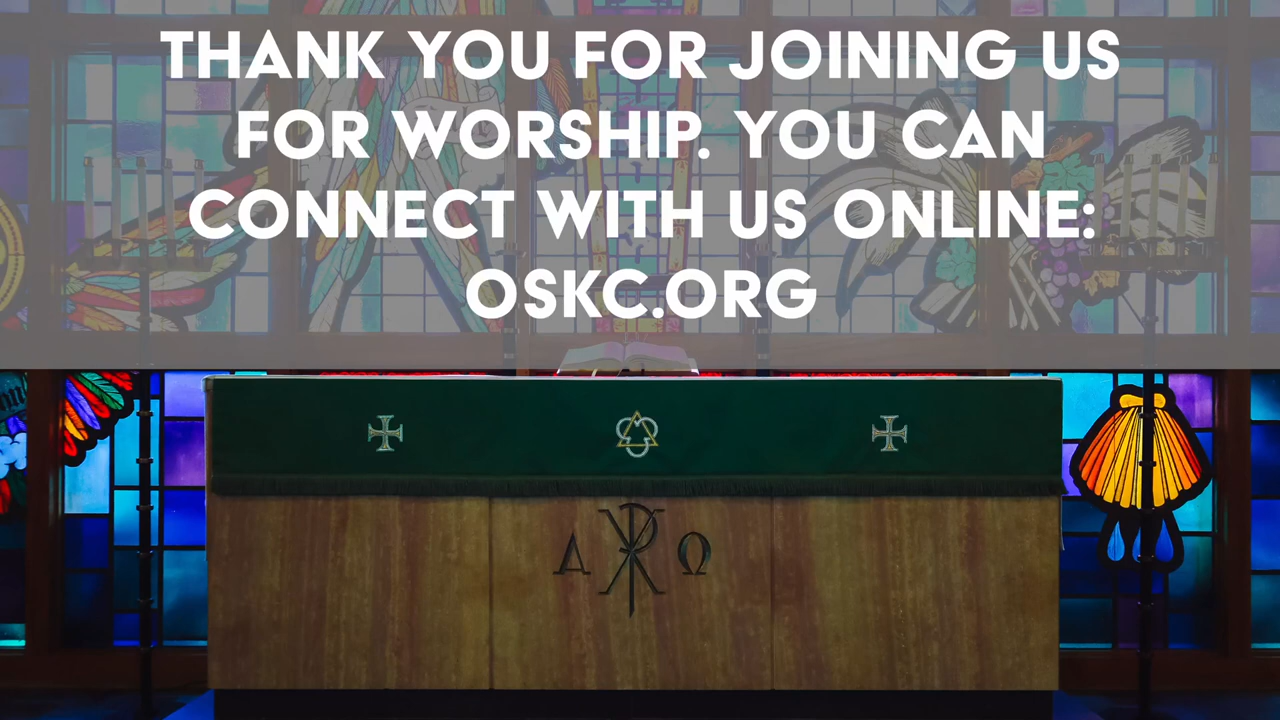 THANK YOU FOR JOINING US
FOR WORSHIP. YOU CAN
CONNECT WITH US ONLINE:
OSKC.ORG
Α ☧ Ω